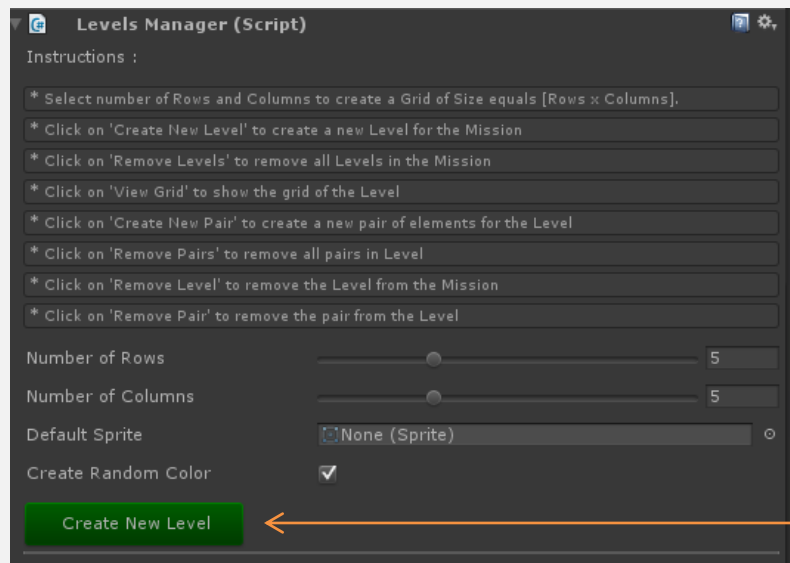 Levels Manager (Script)
Instructions :
* Select number of Rows and Columns to create a Grid of Size equals [Rows x Columns].
* Click on 'Create New Level' to create a new Level for the Mission
* Click on 'Remove Levels' to remove all Levels in the Mission
* Click on 'View Grid' to show the grid of the Level
* Click on 'Create New Pair' to create a new pair of elements for the Level
* Click on 'Remove Pairs' to remove all pairs in Level
* Click on 'Remove Level' to remove the Level from the Mission
* Click on 'Remove Pair' to remove the pair from the Level
Number of Rows 5
Number of Columns 5
Default Sprite None (Sprite)
Create Random Color
Create New Level